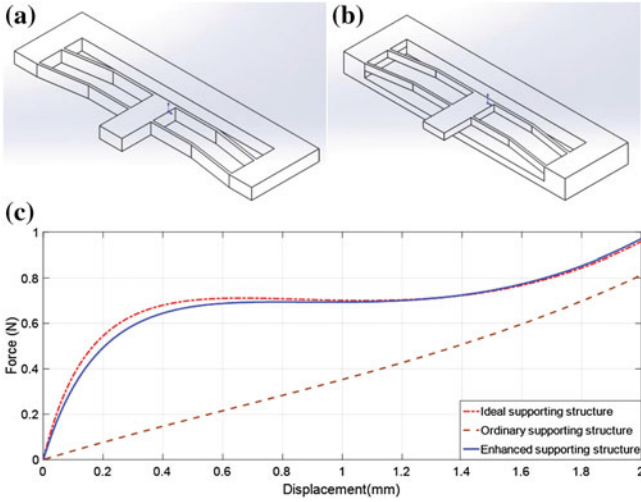 (a)
(b)
(c)
1
0.8
0.6
0.4
0.2
0
Force (N)
0
0.2
0.4
0.6
0.8
1
1.2
1.4
1.6
1.8
2
Displacement(mm)
Ideal supporting structure
Ordinary supporting structure
Enhanced supporting structure